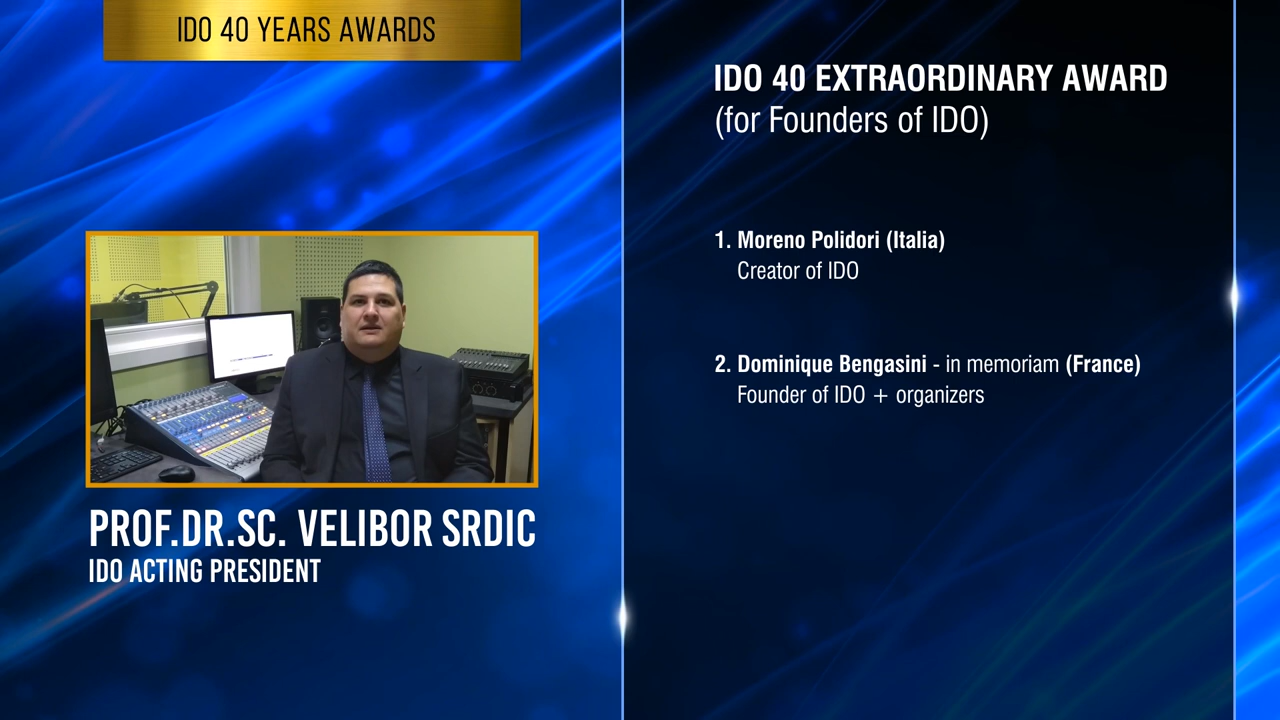 IDO 40 YEARS AWARDS
PROF.DR.SC. VELIBOR SRDIC
IDO ACTING PRESIDENT
IDO 40 EXTRAORDINARY AWARD
(for Founders of IDO)
1. Moreno Polidori (Italia)
Creator of IDO
2. Dominique Bengasini - in memoriam (France)
Founder of IDO + organizers